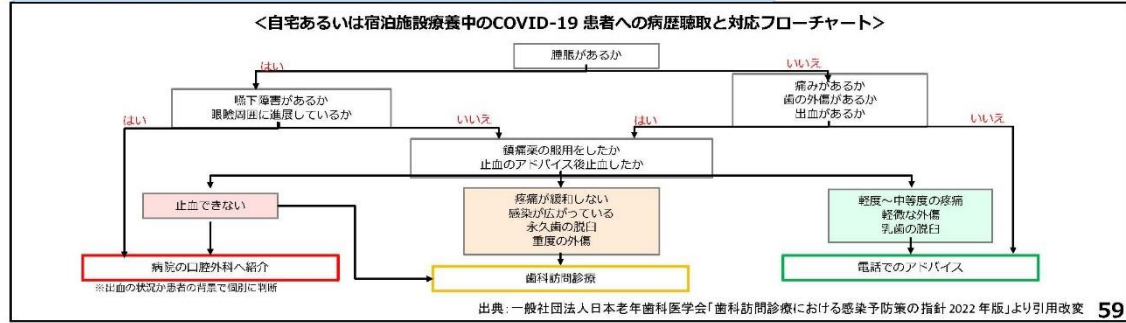 ＜自宅あるいは宿泊施設療養中のCOVID-19 患者への病歴聴取と対応フローチャート＞
腫脹があるか
はい
いいえ
嚥下障害があるか
眼瞼周囲に進展しているか
痛みがあるか
歯の外傷があるか
出血があるか
はい
いいえ
はい
いいえ
鎮痛薬の服用をしたか
止血のアドバイス後止血したか
止血できない
疼痛が緩和しない
感染が広がっている
永久歯の脱臼
重度の外傷
軽度～中等度の疼痛
軽微な外傷
乳歯の脱臼
病院の口腔外科へ紹介
歯科訪問診療
電話でのアドバイス
※出血の状況か患者の背景で個別に判断
出典：一般社団法人日本老年歯科医学会「歯科訪問診療における感染予防策の指針 2022 年版」より引用改変
59